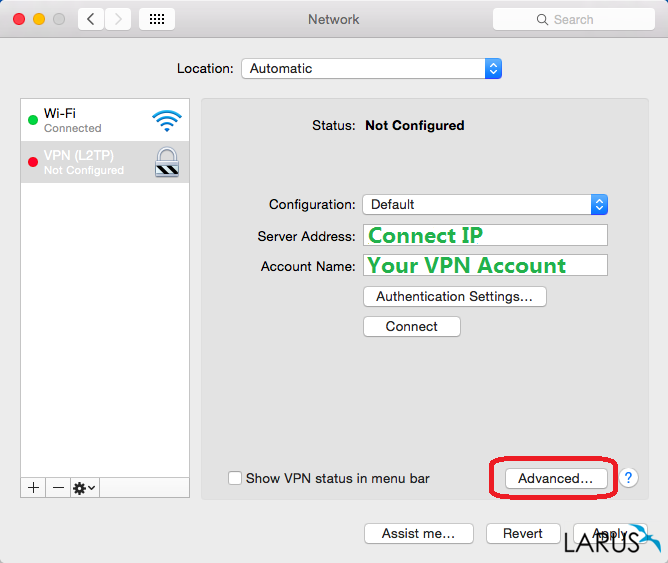 Network
Search
Location: Automatic
Wi-Fi
Connected
VPN (L2TP)
Not Configured
Status: Not Configured
Configuration: Default
Server Address: Connect IP
Account Name: Your VPN Account
Authentication Settings...
Connect
Show VPN status in menu bar
Advanced...
?
Assist me...
Revert
Apply
LARUS